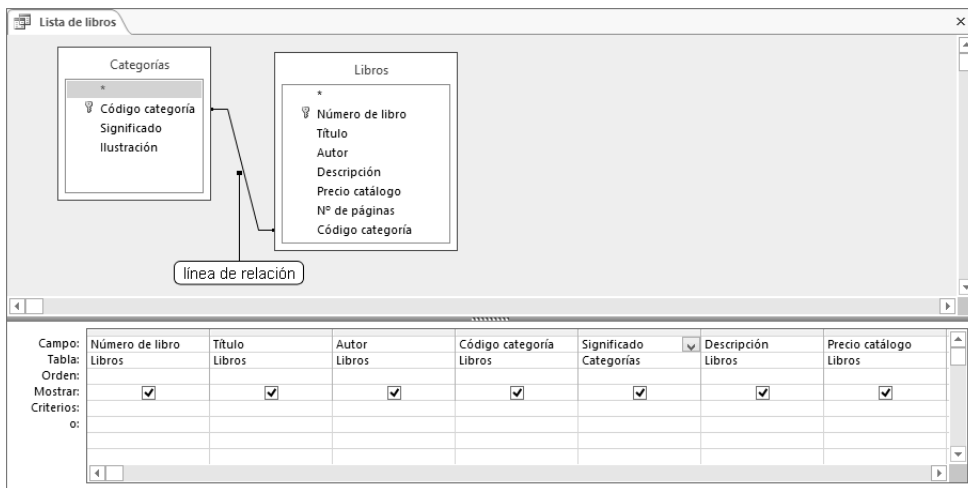 Lista de libros
Categorías
*
Código categoría
Significado
Ilustración
Libros
*
Número de libro
Título
Autor
Descripción
Precio catálogo
Nº de páginas
Código categoría
línea de relación
Campo: Número de libro Título Autor Código categoría Significado Descripción Precio catálogo
Tabla: Libros Libros Libros Libros Categorías Libros Libros
Orden:
Mostrar:
Criterios:
o: